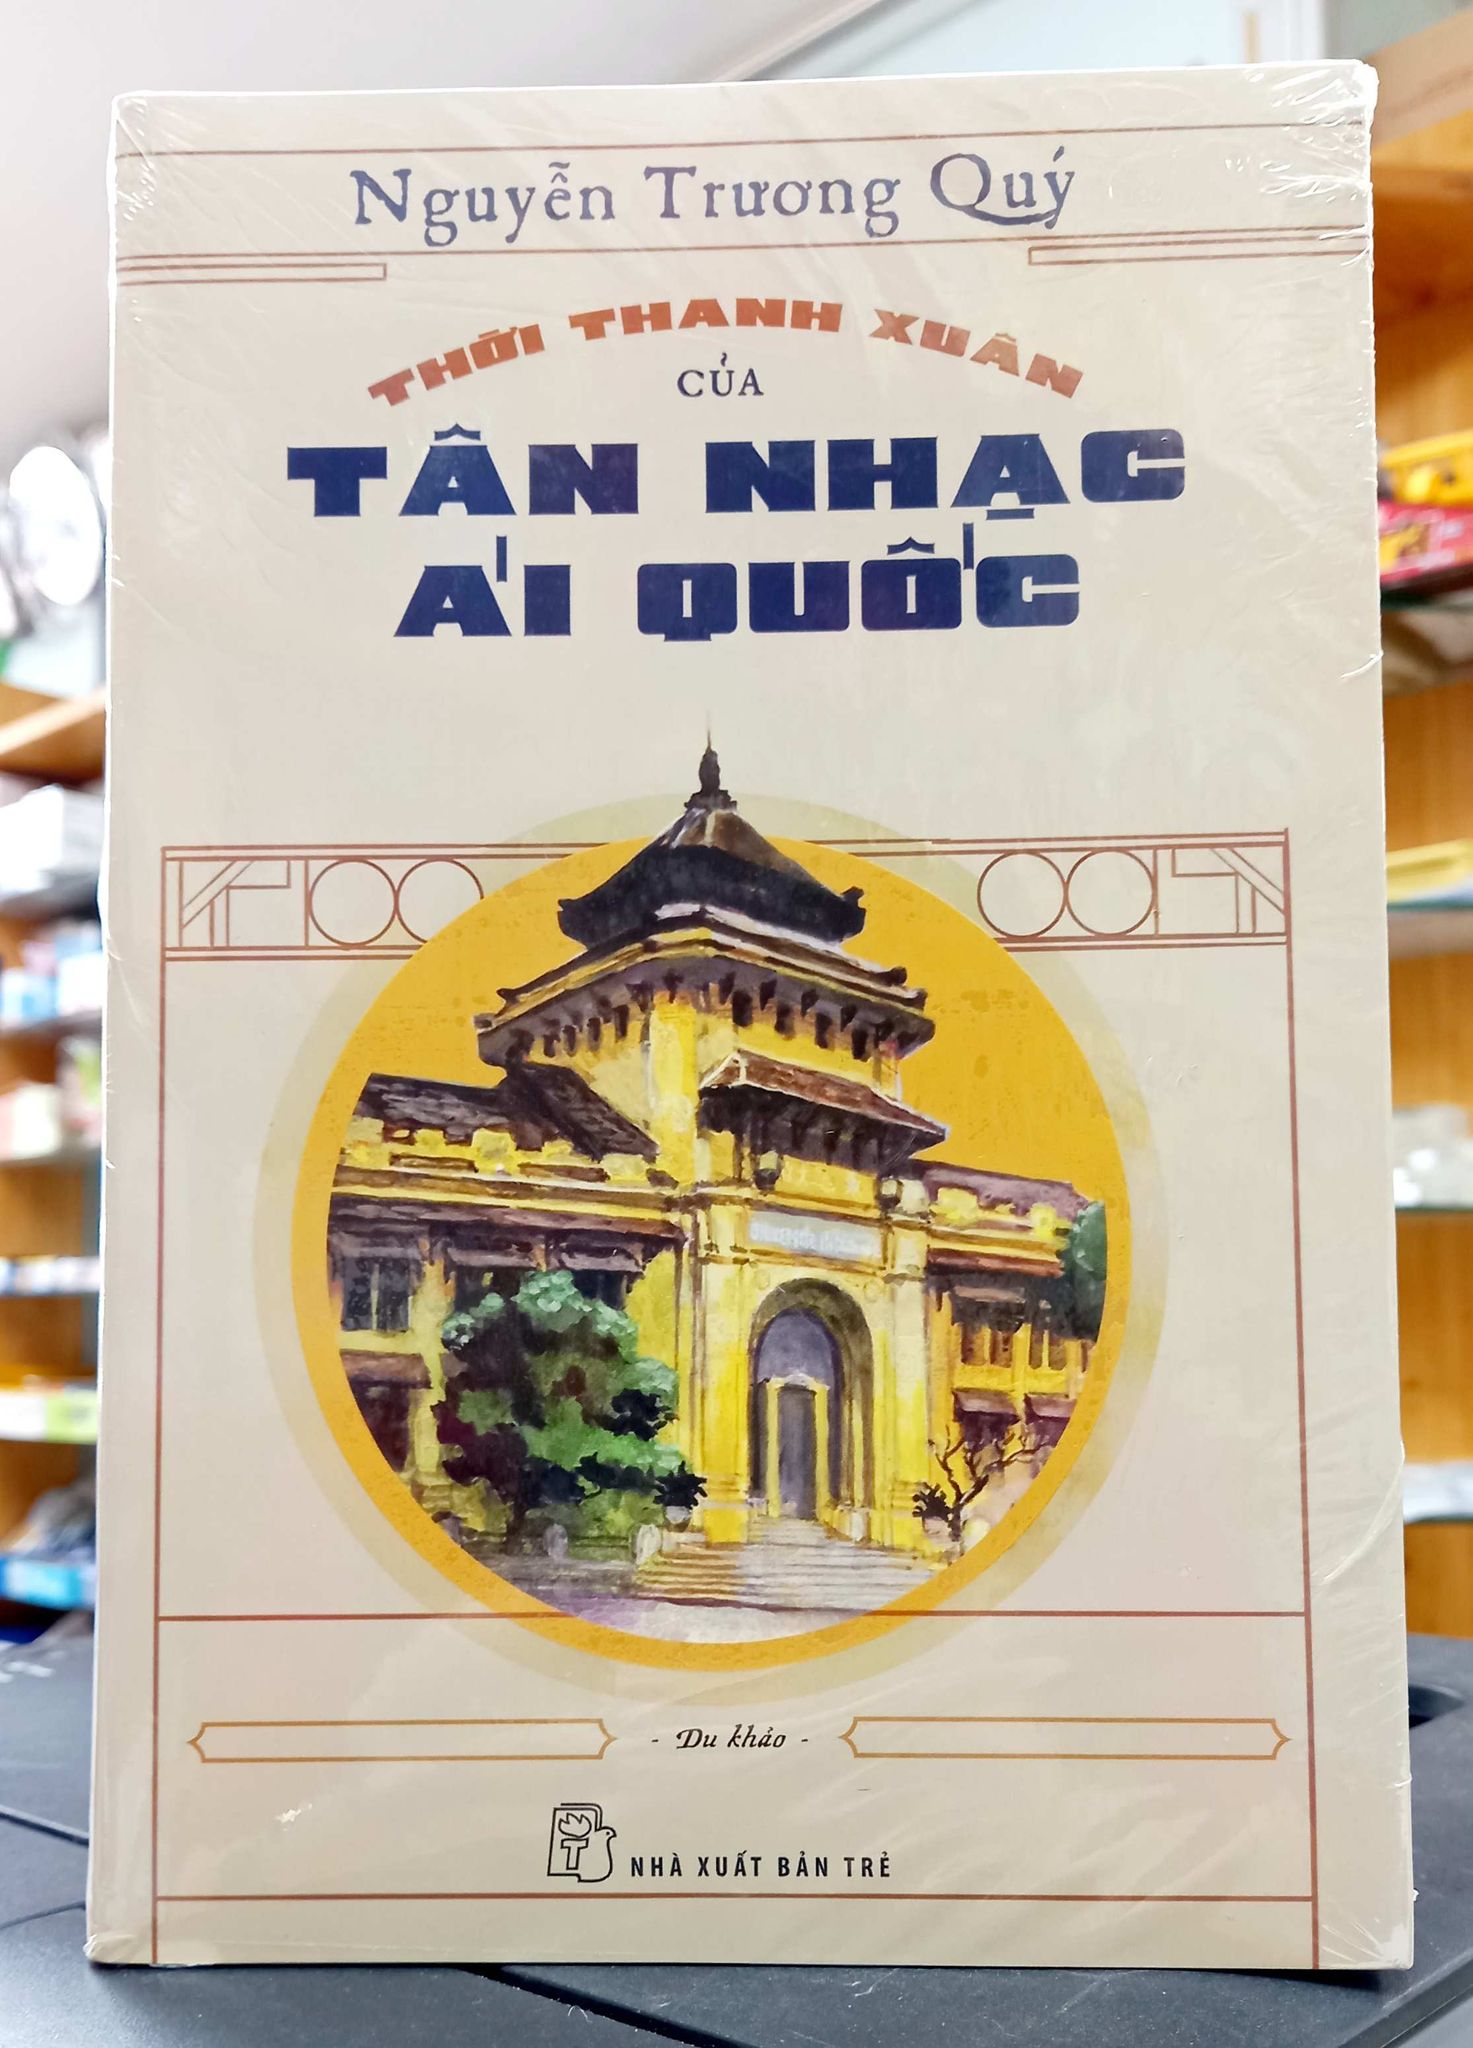 Nguyễn Trương Quý
THỜI THANH XUÂN
CỦA
TÂN NHẠC
ÁI QUỐC
- Du khảo -
T
NHÀ XUẤT BẢN TRẺ